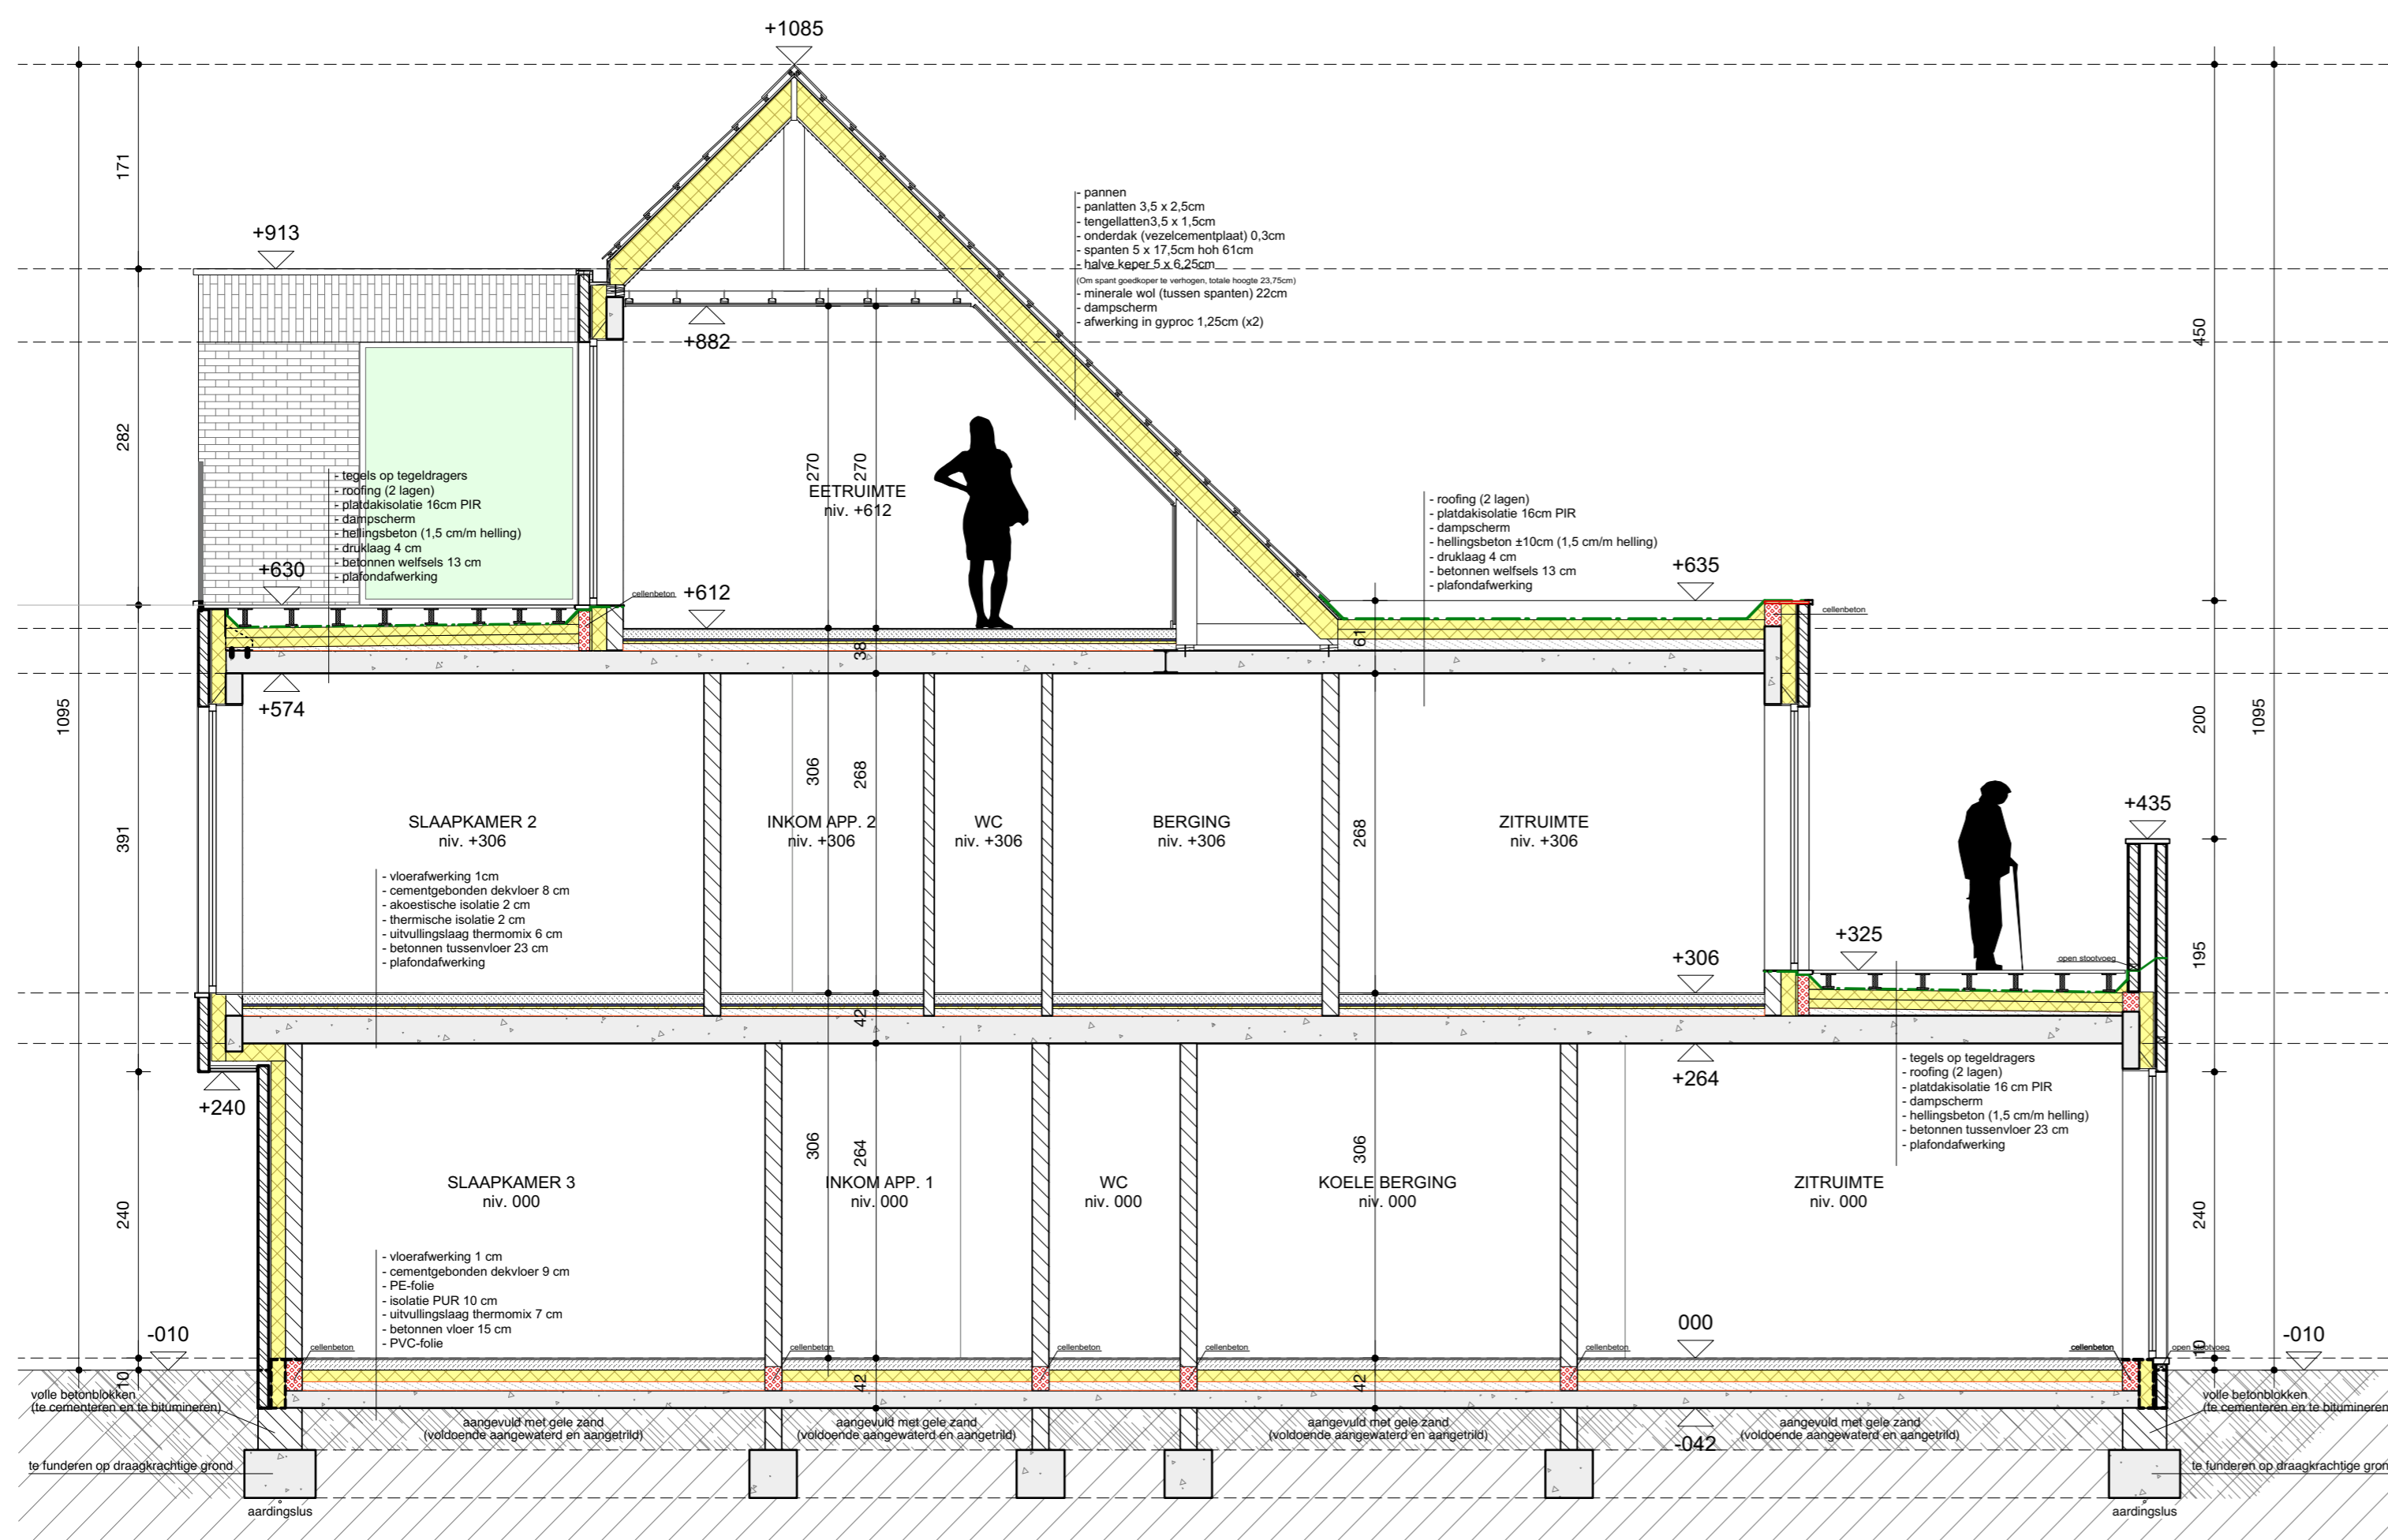 +1085
171
+913
- pannen
- panlatten 3,5 x 2,5cm
- tengellatten3,5 x 1,5cm
- onderdak (vezelcementplaat) 0,3cm
- spanten 5 x 17,5cm hoh 61cm
- halve keper 5 x 6,25cm
(Om spant goedkoper te verhogen, totale hoogte 23,75cm)
- minerale wol (tussen spanten) 22cm
- dampscherm
- afwerking in gyproc 1,25cm (x2)
+882
450
282
270
270
EETRUIMTE
niv. +612
- tegels op tegeldragers
- roofing (2 lagen)
- platdakisolatie 16cm PIR
- dampscherm
- hellingsbeton (1,5 cm/m helling)
- druklaag 4 cm
- betonnen welfsels 13 cm
- plafondafwerking
+630
cellenbeton
+612
- roofing (2 lagen)
- platdakisolatie 16cm PIR
- dampscherm
- hellingsbeton ±10cm (1,5 cm/m helling)
- druklaag 4 cm
- betonnen welfsels 13 cm
- plafondafwerking
+635
cellenbeton
38
61
+574
1095
200
1095
391
306
268
268
SLAAPKAMER 2
niv. +306
INKOM APP. 2
niv. +306
WC
niv. +306
BERGING
niv. +306
ZITRUIMTE
niv. +306
+435
- vloerafwerking 1cm
- cementgebonden dekvloer 8 cm
- akoestische isolatie 2 cm
- thermische isolatie 2 cm
- uitvullingslaag thermomix 6 cm
- betonnen tussenvloer 23 cm
- plafondafwerking
+306
+325
open stootvoeg
195
42
+264
+240
- tegels op tegeldragers
- roofing (2 lagen)
- platdakisolatie 16 cm PIR
- dampscherm
- hellingsbeton (1,5 cm/m helling)
- betonnen tussenvloer 23 cm
- plafondafwerking
240
306
264
306
240
SLAAPKAMER 3
niv. 000
INKOM APP. 1
niv. 000
WC
niv. 000
KOELE BERGING
niv. 000
ZITRUIMTE
niv. 000
- vloerafwerking 1 cm
- cementgebonden dekvloer 9 cm
- PE-folie
- isolatie PUR 10 cm
- uitvullingslaag thermomix 7 cm
- betonnen vloer 15 cm
- PVC-folie
-010
000
-010
cellenbeton
cellenbeton
cellenbeton
cellenbeton
cellenbeton
cellenbeton
open stootvoeg
10
10
42
42
volle betonblokken
(te cementeren en te bitumineren)
aangevuld met gele zand
(voldoende aangewaterd en aangetrild)
aangevuld met gele zand
(voldoende aangewaterd en aangetrild)
aangevuld met gele zand
(voldoende aangewaterd en aangetrild)
-042
aangevuld met gele zand
(voldoende aangewaterd en aangetrild)
volle betonblokken
(te cementeren en te bitumineren
te funderen op draagkrachtige grond
te funderen op draagkrachtige gron
aardingslus
aardingslus